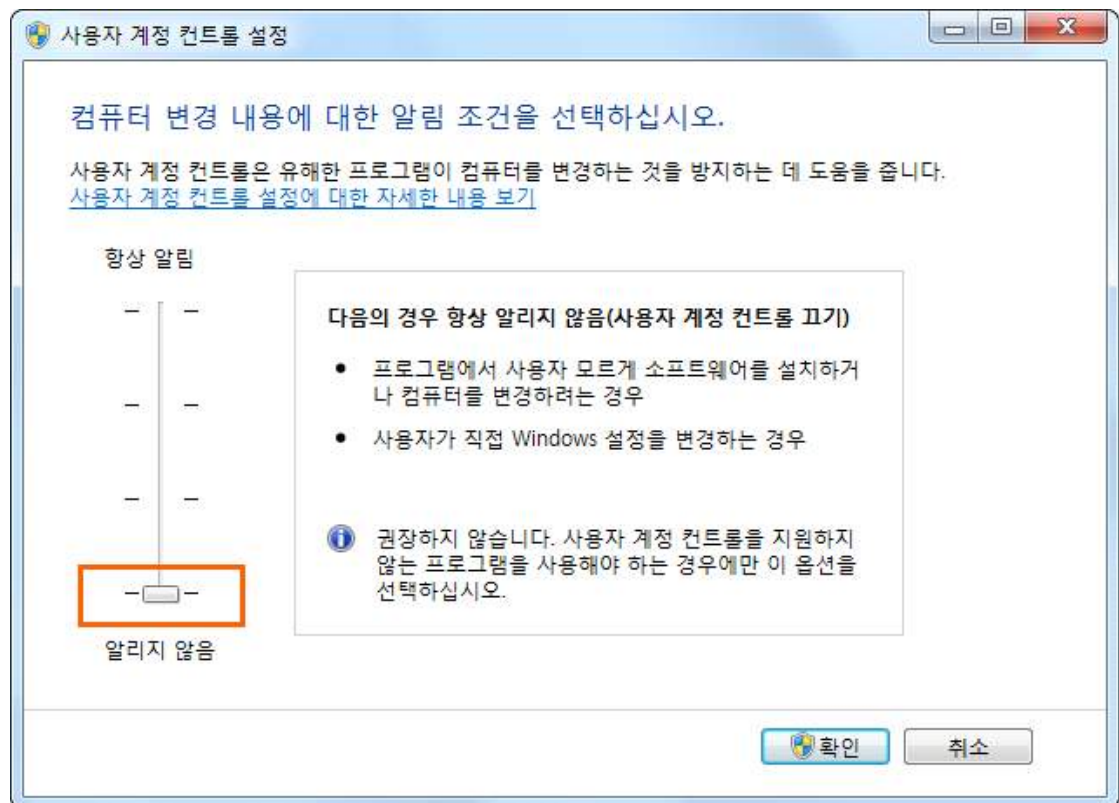 사용자 계정 컨트롤 설정
컴퓨터 변경 내용에 대한 알림 조건을 선택하십시오.
사용자 계정 컨트롤은 유해한 프로그램이 컴퓨터를 변경하는 것을 방지하는 데 도움을 줍니다.
사용자 계정 컨트롤 설정에 대한 자세한 내용 보기
항상 알림
다음의 경우 항상 알리지 않음(사용자 계정 컨트롤 끄기)
프로그램에서 사용자 모르게 소프트웨어를 설치하거
나 컴퓨터를 변경하려는 경우
사용자가 직접 Windows 설정을 변경하는 경우
권장하지 않습니다. 사용자 계정 컨트롤을 지원하지
않는 프로그램을 사용해야 하는 경우에만 이 옵션을
선택하십시오.
알리지 않음
확인
취소